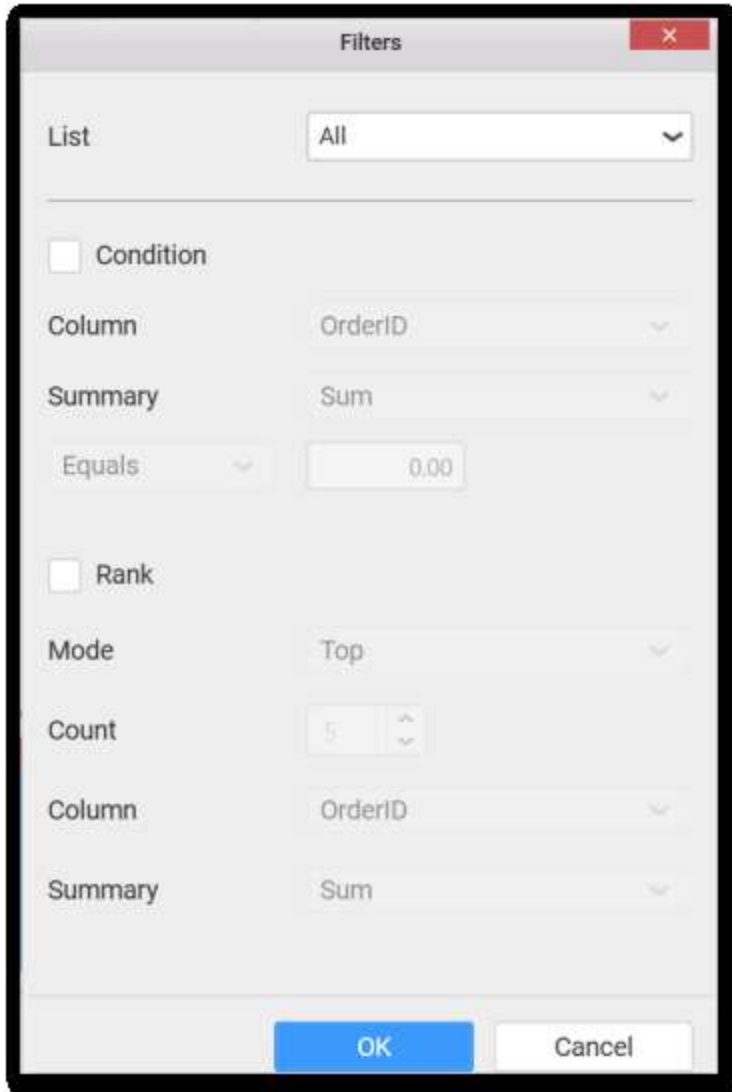 Filters
List All
Condition
Column OrderID
Summary Sum
Equals 0.00
Rank
Mode Top
Count 5
Column OrderID
Summary Sum
OK Cancel